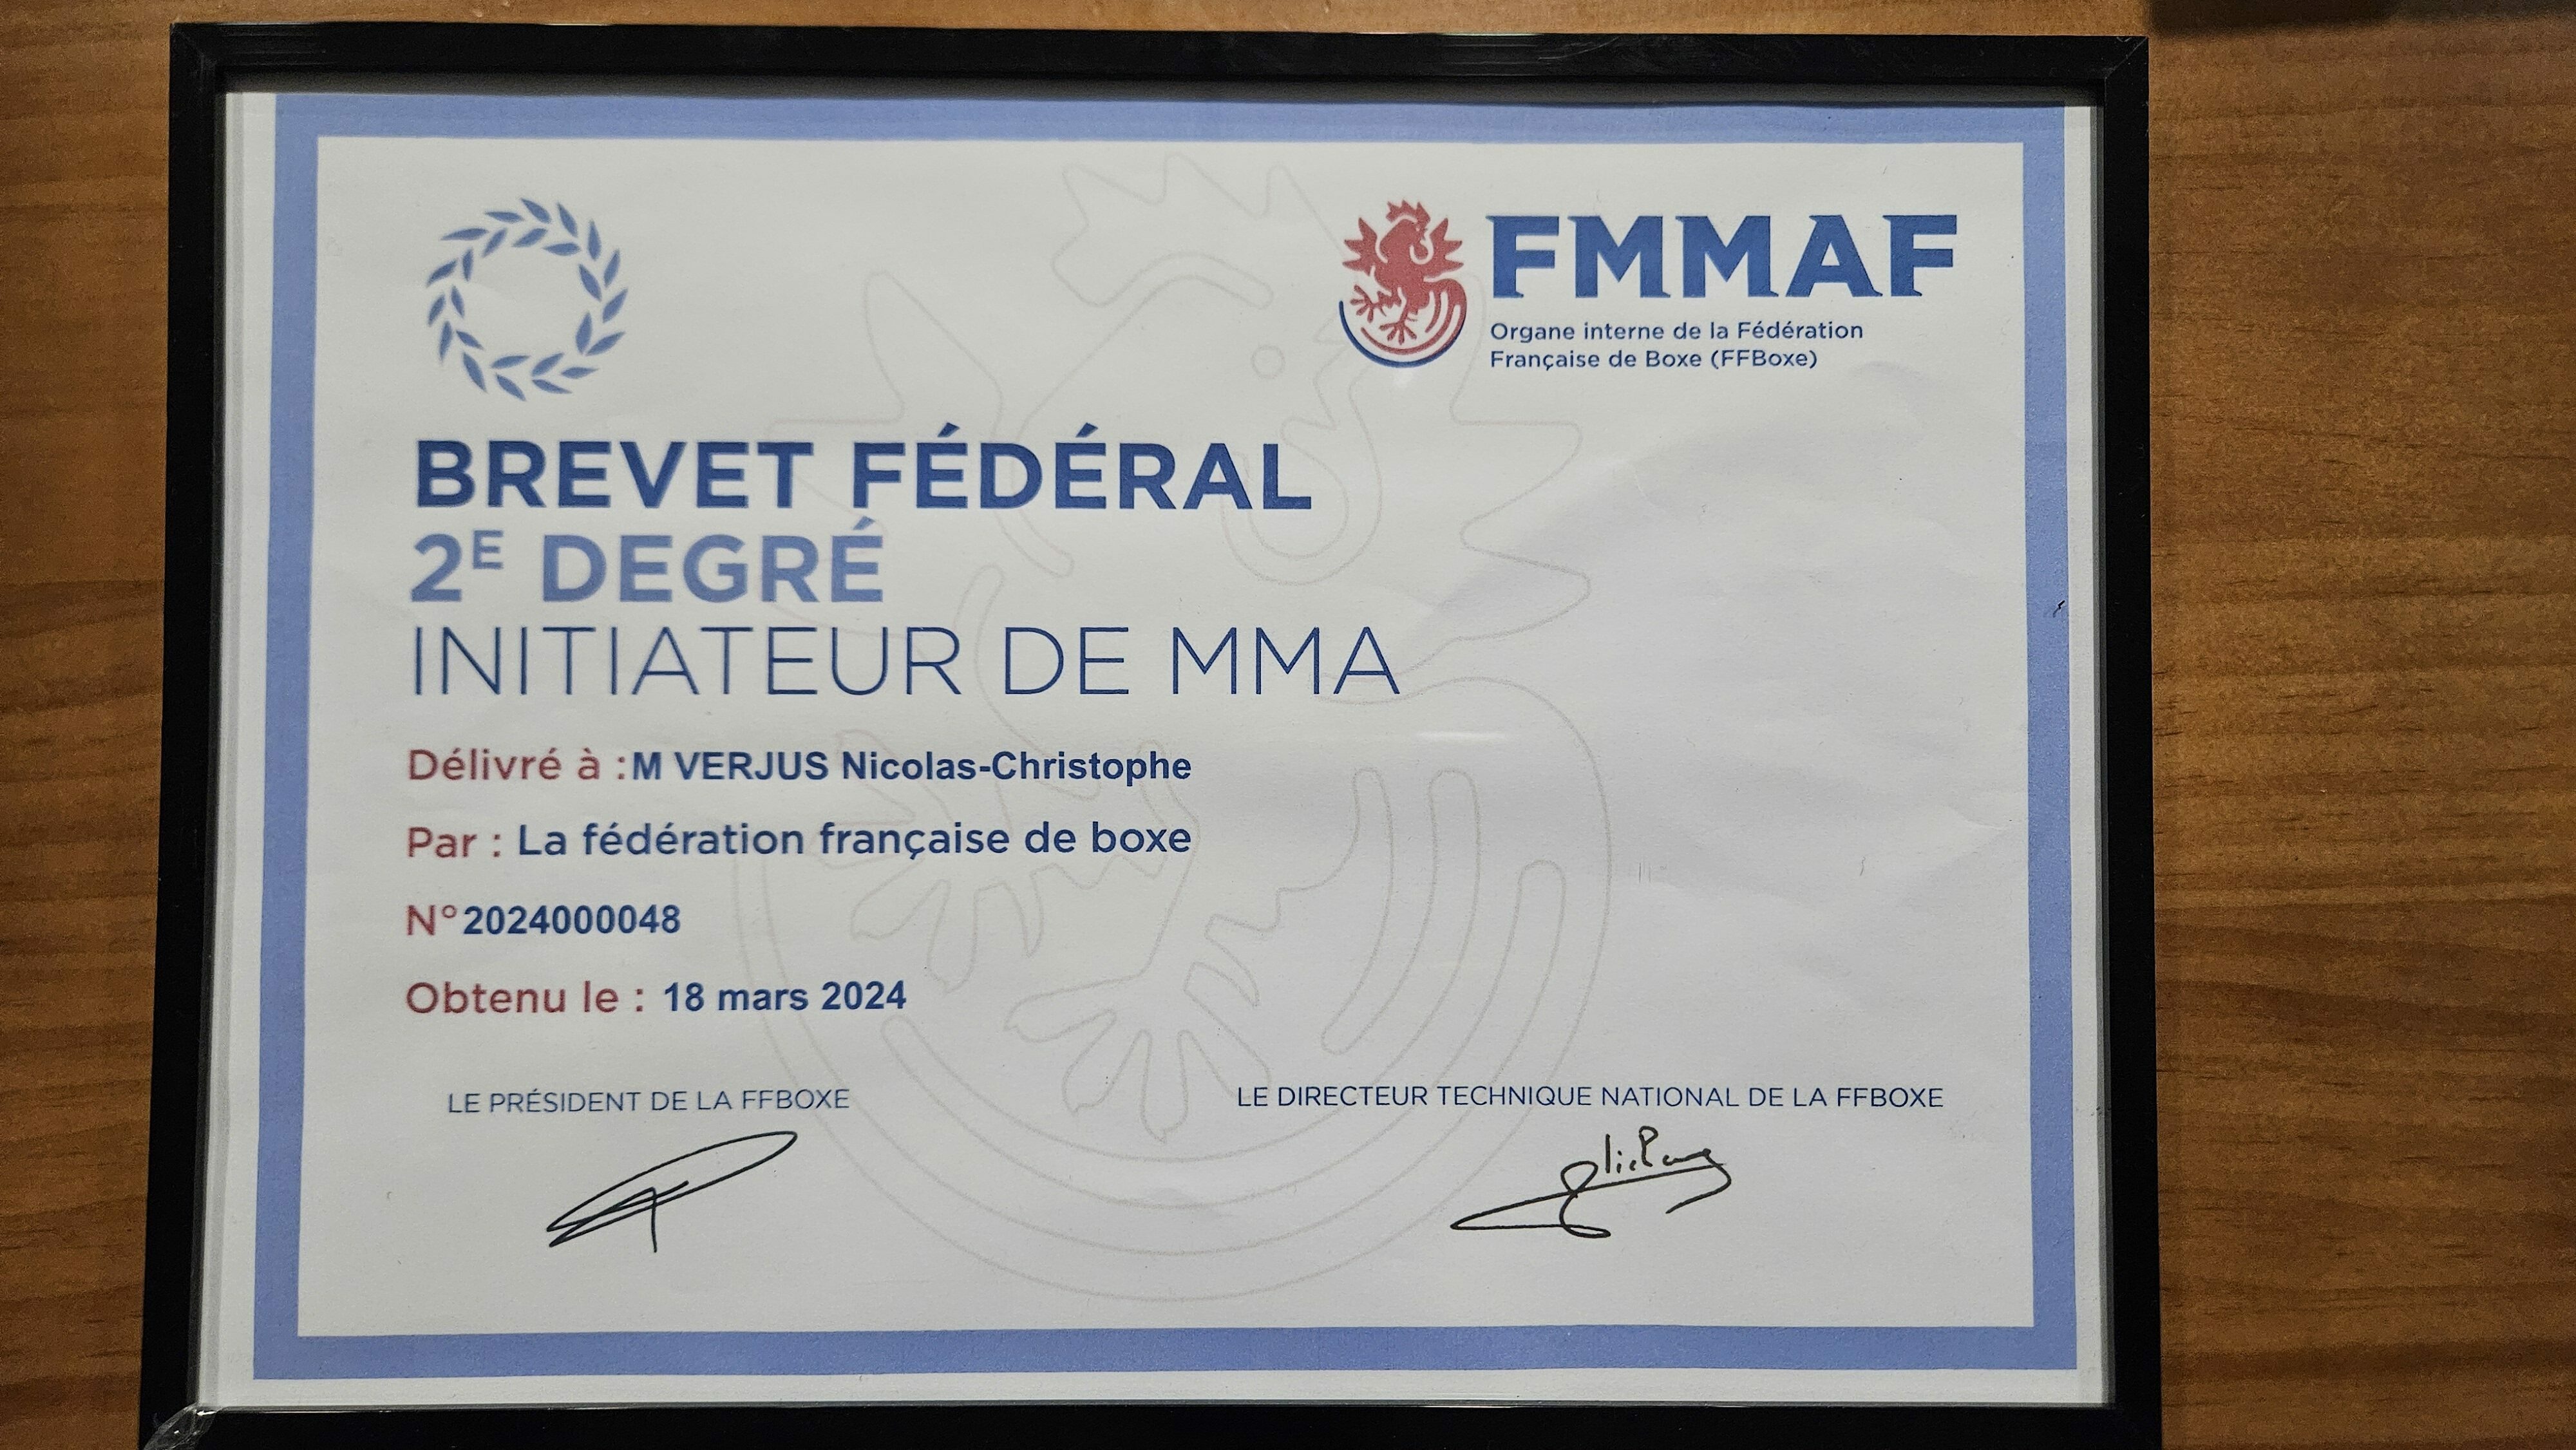 FMMAF
Organe interne de la Fédération
Française de Boxe (FFBoxe)
BREVET FÉDÉRAL
2E DEGRÉ
INITIATEUR DE MMA
Délivré à : M VERJUS Nicolas-Christophe
Par : La fédération française de boxe
N° 2024000048
Obtenu le : 18 mars 2024
LE PRÉSIDENT DE LA FFBOXE
LE DIRECTEUR TECHNIQUE NATIONAL DE LA FFBOXE